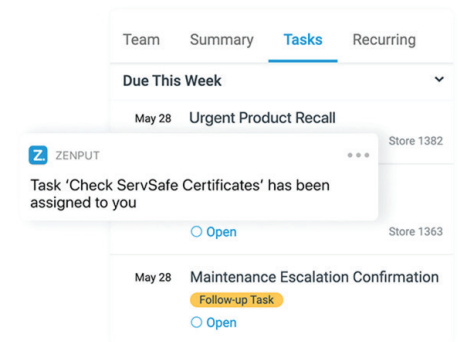 Team Summary Tasks Recurring
Due This Week
May 28 Urgent Product Recall
Store 1382
Z ZENPUT
Task ‘Check ServSafe Certificates’ has been
assigned to you
Open Store 1363
May 28 Maintenance Escalation Confirmation
Follow-up Task
Open